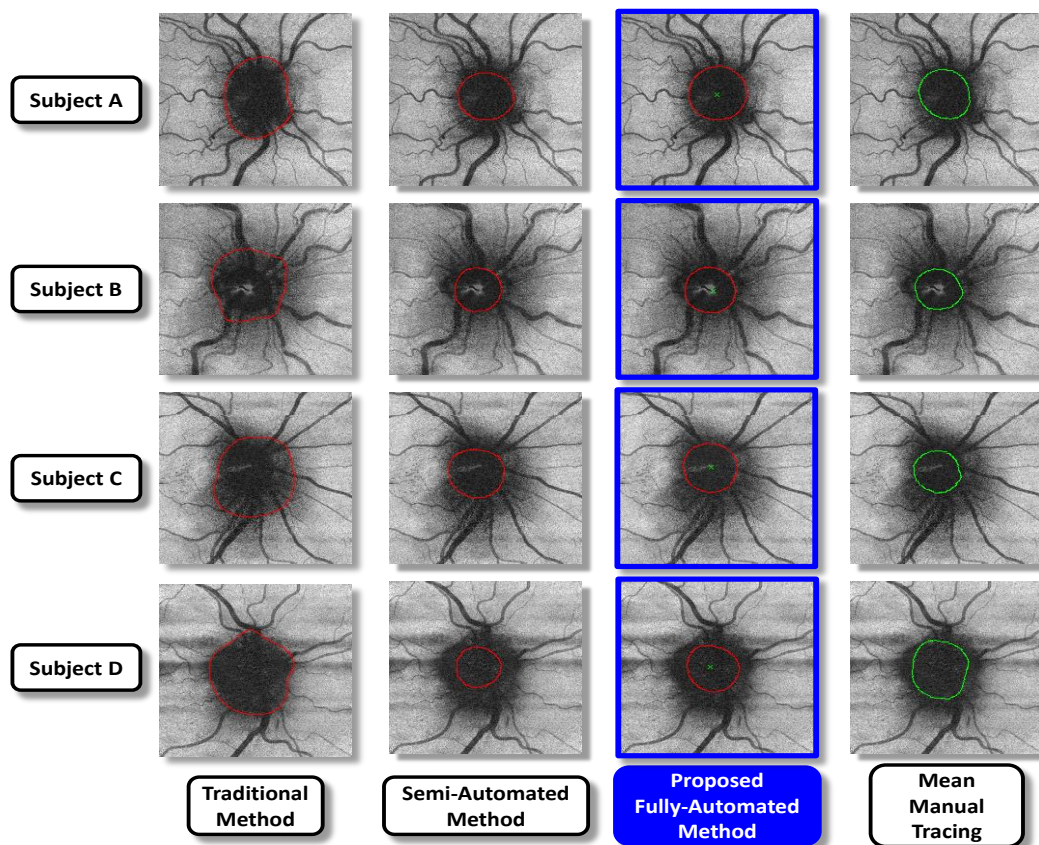 Subject A
Subject B
Subject C
Subject D
Traditional
Method
Semi-Automated
Method
Proposed
Fully-Automated
Method
Mean
Manual
Tracing